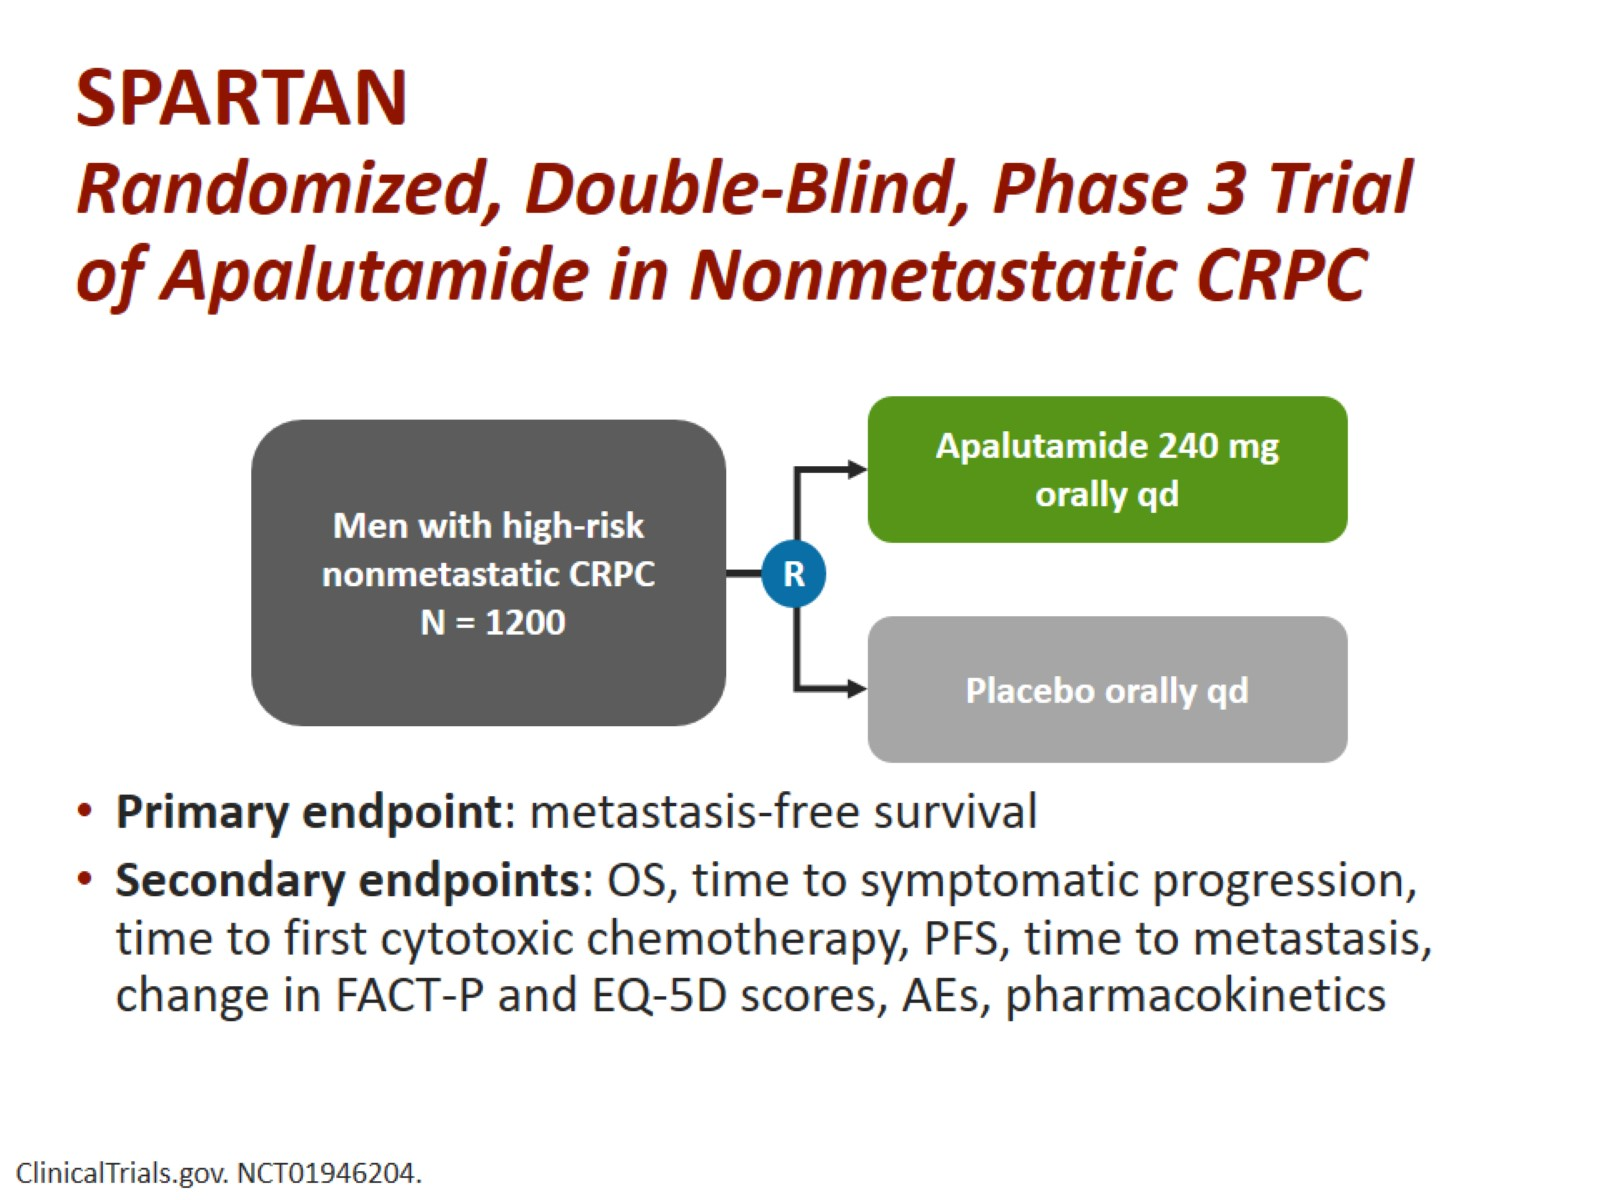 SPARTAN
Randomized, Double-Blind, Phase 3 Trial
of Apalutamide in Nonmetastatic CRPC
Men with high-risk
nonmetastatic CRPC
N = 1200
R
Apalutamide 240 mg
orally qd
Placebo orally qd
• Primary endpoint: metastasis-free survival
• Secondary endpoints: OS, time to symptomatic progression,
time to first cytotoxic chemotherapy, PFS, time to metastasis,
change in FACT-P and EQ-5D scores, AEs, pharmacokinetics
ClinicalTrials.gov. NCT01946204.